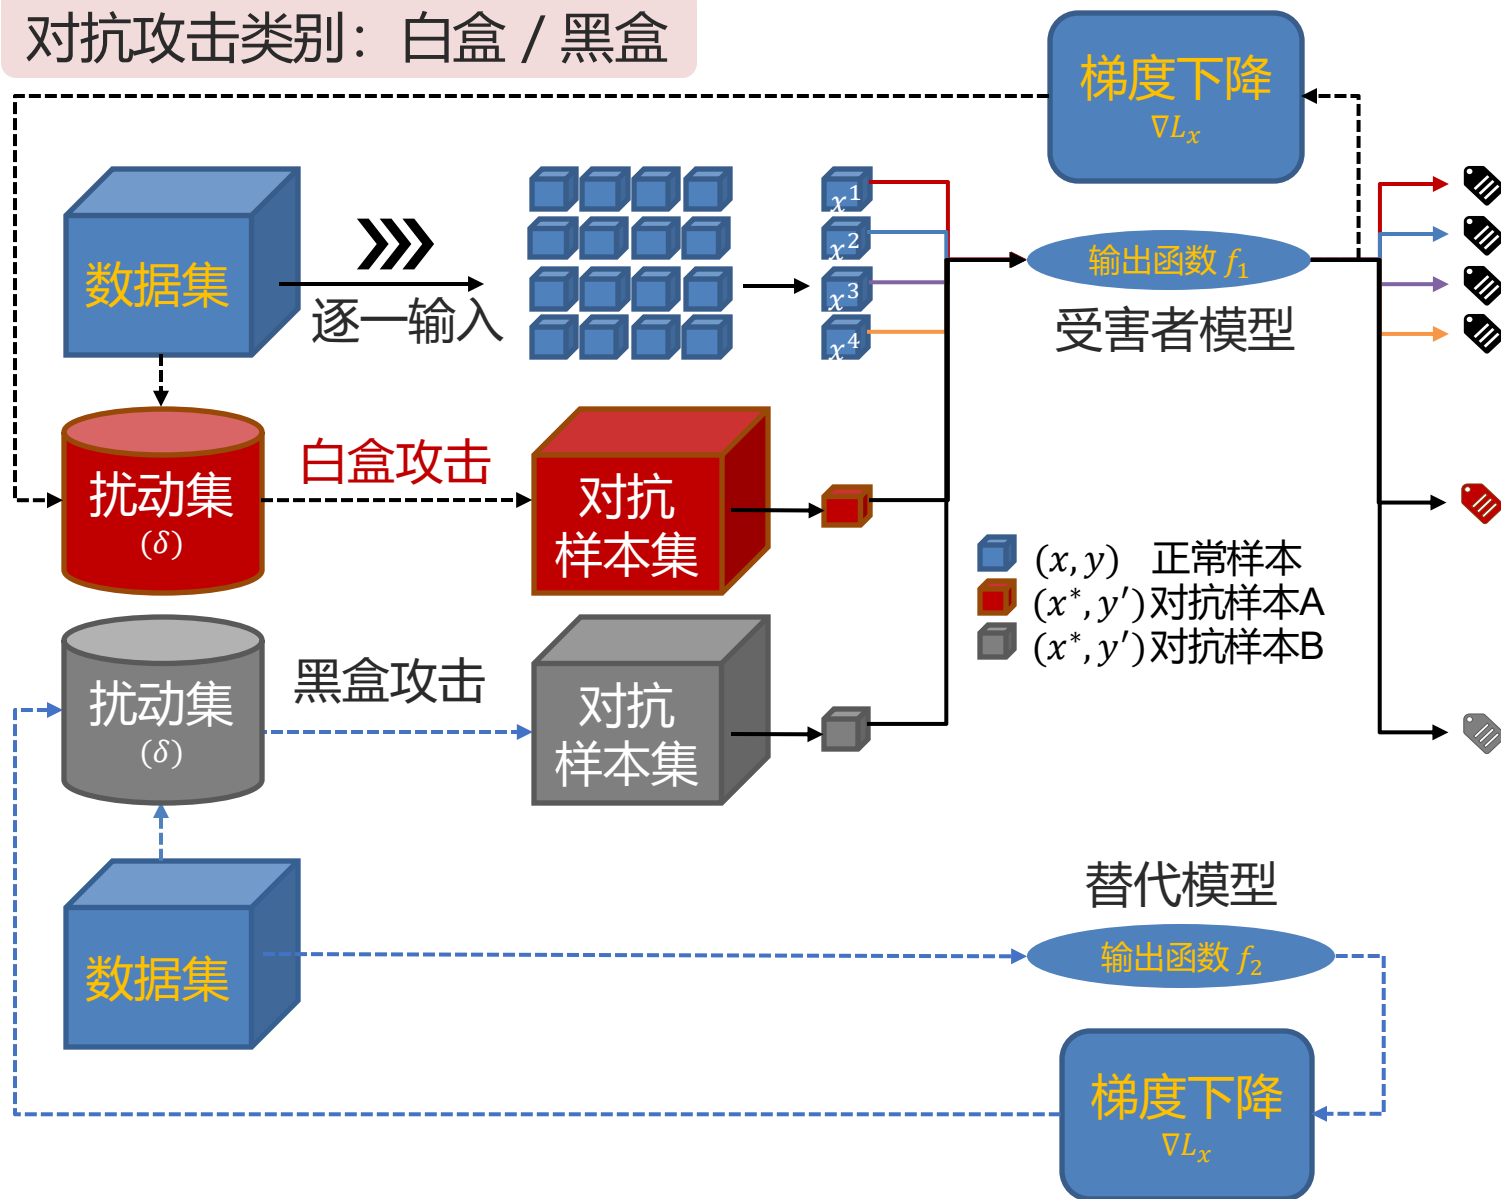 对抗攻击类别：白盒 / 黑盒
梯度下降
∇Lₓ
数据集
逐一输入
x¹
x²
x³
x⁴
输出函数 f₁
受害者模型
扰动集
(δ)
白盒攻击
对抗
样本集
(x, y) 正常样本
(x*, y′) 对抗样本A
(x*, y′) 对抗样本B
扰动集
(δ)
黑盒攻击
对抗
样本集
替代模型
数据集
输出函数 f₂
梯度下降
∇Lₓ